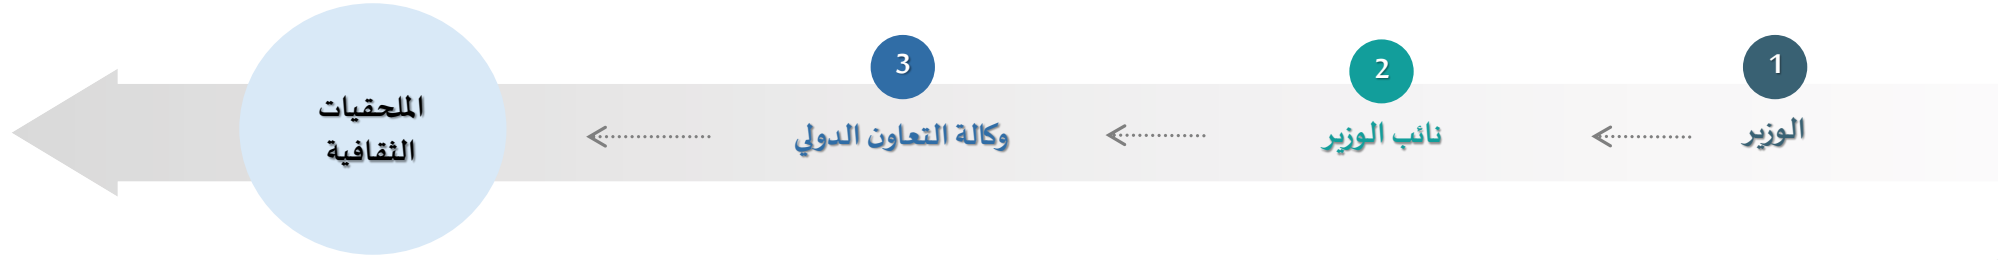 1
الوزير
2
نائب الوزير
3
وكالة التعاون الدولي
الملحقيات
الثقافية